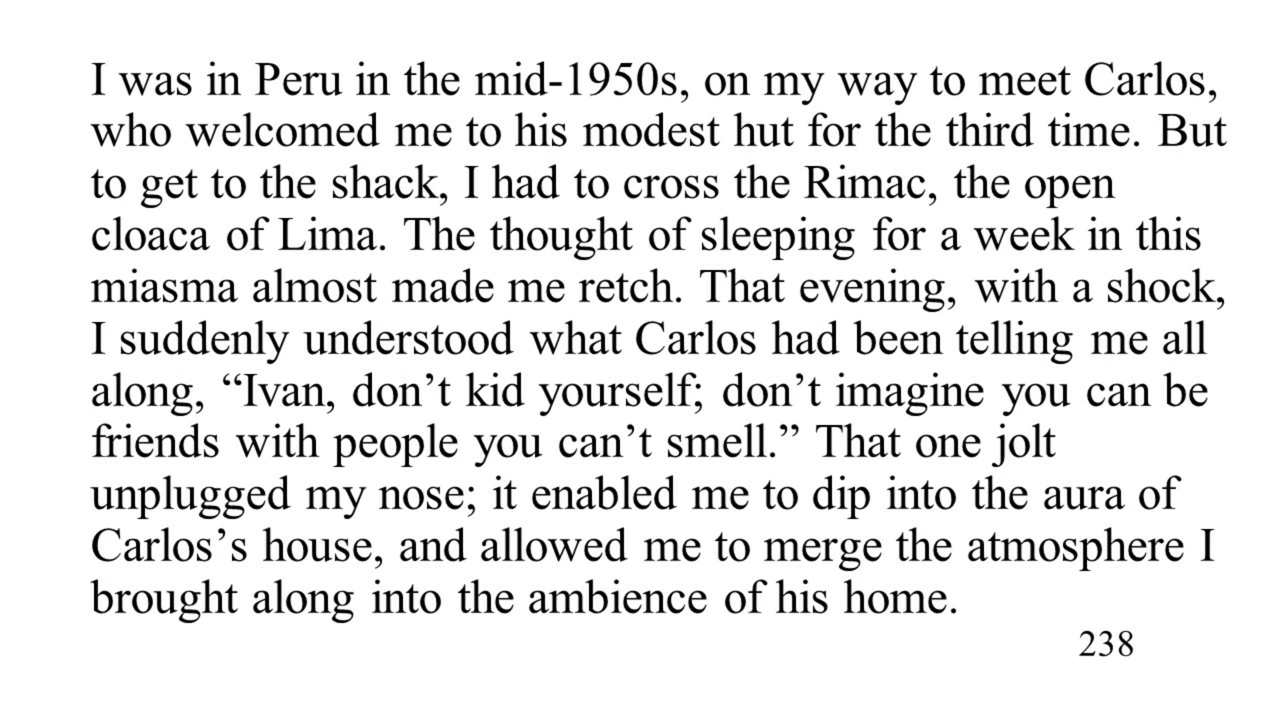 I was in Peru in the mid-1950s, on my way to meet Carlos,
who welcomed me to his modest hut for the third time. But
to get to the shack, I had to cross the Rimac, the open
cloaca of Lima. The thought of sleeping for a week in this
miasma almost made me retch. That evening, with a shock,
I suddenly understood what Carlos had been telling me all
along, “Ivan, don’t kid yourself; don’t imagine you can be
friends with people you can’t smell.” That one jolt
unplugged my nose; it enabled me to dip into the aura of
Carlos’s house, and allowed me to merge the atmosphere I
brought along into the ambience of his home.
238